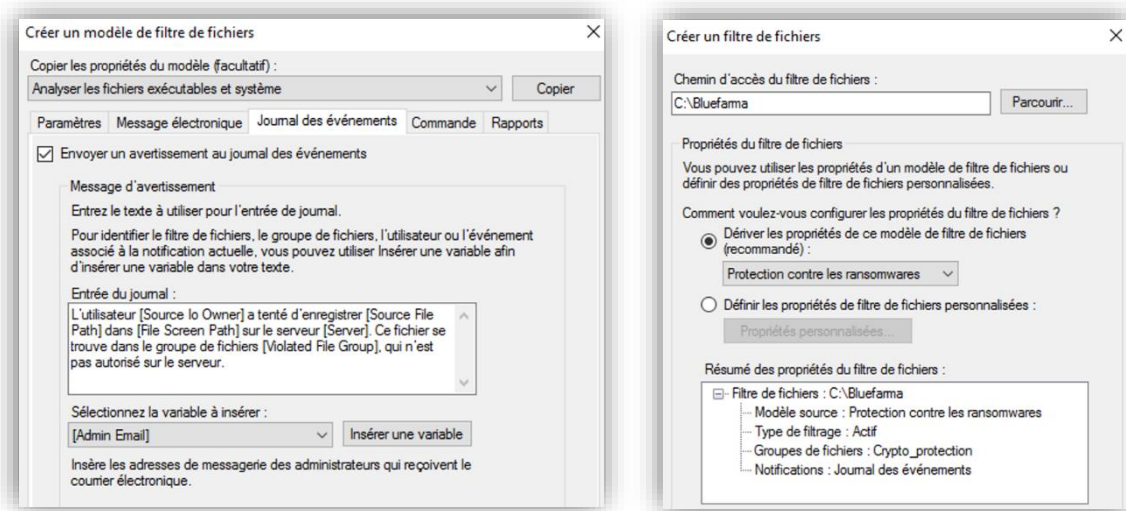 Créer un modèle de filtre de fichiers
Copier les propriétés du modèle (facultatif) :
Analyser les fichiers exécutables et système
Copier
Paramètres Message électronique Journal des événements Commande Rapports
Envoyer un avertissement au journal des événements
Message d'avertissement
Entrez le texte à utiliser pour l'entrée de journal.
Pour identifier le filtre de fichiers, le groupe de fichiers, l'utilisateur ou l'événement
associé à la notification actuelle, vous pouvez utiliser Insérer une variable afin
d'insérer une variable dans votre texte.
Entrée du journal :
L'utilisateur [Source Io Owner] a tenté d'enregistrer [Source File
Path] dans [File Screen Path] sur le serveur [Server]. Ce fichier se
trouve dans le groupe de fichiers [Violated File Group], qui n'est
pas autorisé sur le serveur.
Sélectionnez la variable à insérer :
[Admin Email]
Insérer une variable
Insère les adresses de messagerie des administrateurs qui reçoivent le
courrier électronique.
Créer un filtre de fichiers
Chemin d'accès du filtre de fichiers :
C:\Bluefarma
Parcourir...
Propriétés du filtre de fichiers
Vous pouvez utiliser les propriétés d'un modèle de filtre de fichiers ou
définir des propriétés de filtre de fichiers personnalisées.
Comment voulez-vous configurer les propriétés du filtre de fichiers ?
Dériver les propriétés de ce modèle de filtre de fichiers
(recommandé) :
Protection contre les ransomwares
Définir les propriétés de filtre de fichiers personnalisées :
Propriétés personnalisées...
Résumé des propriétés du filtre de fichiers :
Filtre de fichiers : C:\Bluefarma
Modèle source : Protection contre les ransomwares
Type de filtrage : Actif
Groupes de fichiers : Crypto_protection
Notifications : Journal des événements